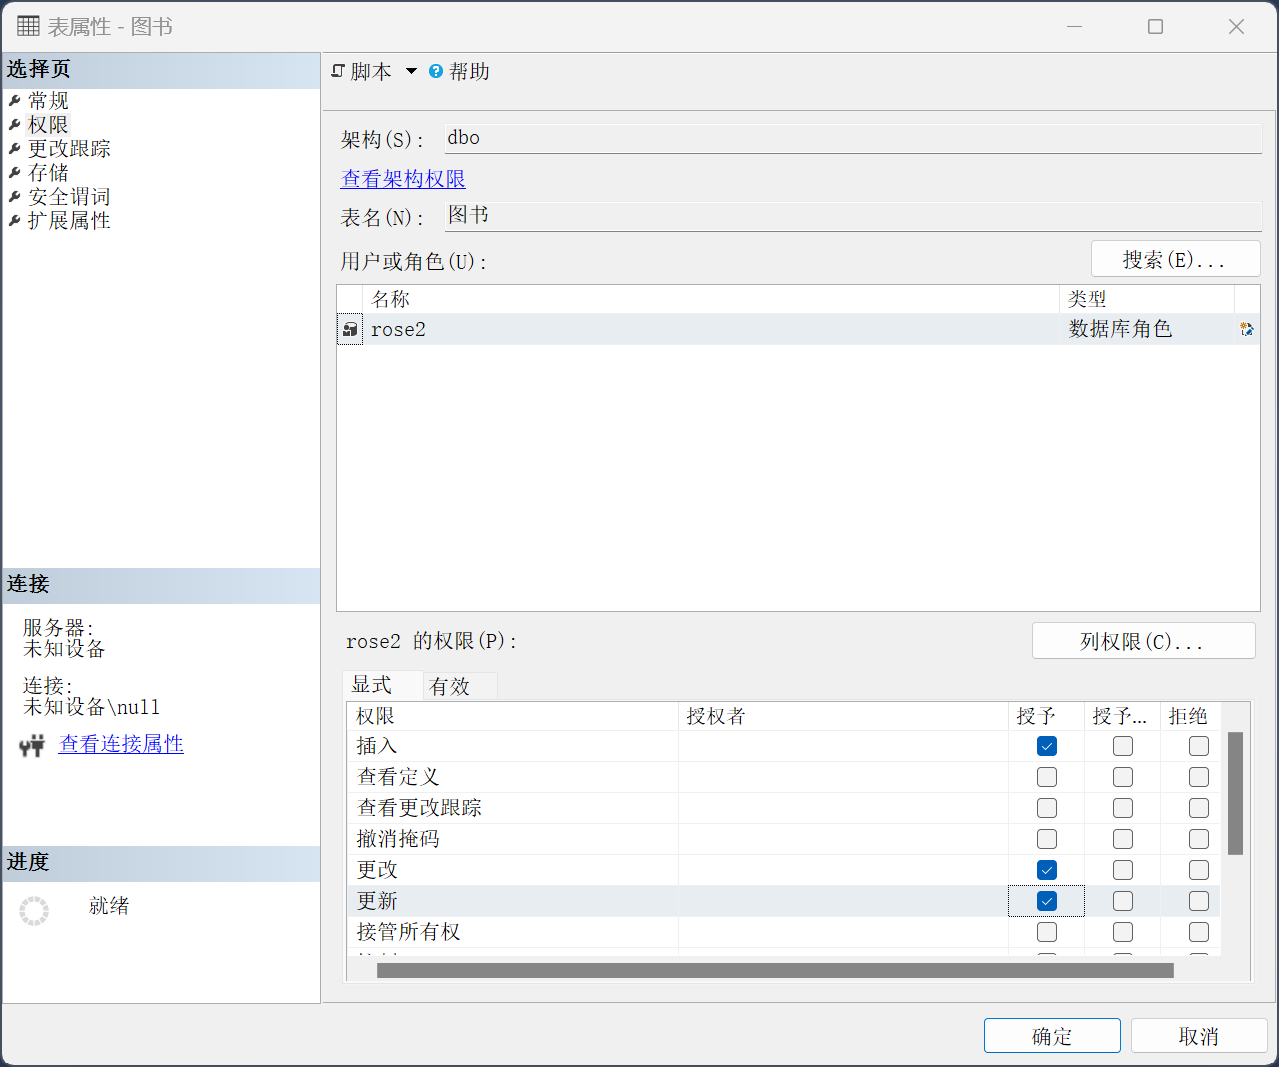 表属性 - 图书
选择页
常规
权限
更改跟踪
存储
安全谓词
扩展属性
连接
服务器:
未知设备
连接:
未知设备\null
查看连接属性
进度
就绪
脚本 帮助
架构(S): dbo
查看架构权限
表名(N): 图书
用户或角色(U):
搜索(E)...
名称 类型
rose2 数据库角色
rose2 的权限(P):
列权限(C)...
显式 有效
权限 授权者 授予 授予... 拒绝
插入
查看定义
查看更改跟踪
撤消掩码
更改
更新
接管所有权
确定 取消